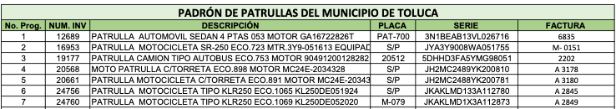 PADRÓN DE PATRULLAS DEL MUNICIPIO DE TOLUCA
No. Prog. NUM. INV DESCRIPCIÓN PLACA SERIE FACTURA
1 12689 PATRULLA AUTOMOVIL SEDAN 4 PTAS 053 MOTOR GA16722826T PAT-700 3N1BEAB13VL026716 6835
2 16953 PATRULLA MOTOCICLETA SR-250 ECO.723 MTR.3Y9-051613 EQUIPAD S/P JYA3Y9008WA051755 M- 0151
3 19177 PATRULLA CAMION TIPO AUTOBUS ECO.753 MOTOR 90491200128282 20512 5DHHD3FA5YMG98051 2202
4 20568 MOTO PATRULLA C/TORRETA ECO.898 MOTOR MC24E-2034328 S/P JH2MC2489YK200810 A 3178
5 20661 PATRULLA MOTOCICLETA C/TORRETA ECO.891 MOTOR MC24E-20343 S/P JH2MC2488YK200781 A 3180
6 24756 PATRULLA MOTOCICLETA TIPO KLR250 ECO.1065 KL250DE051924 S/P JKAKLMD133A112780 A 2845
7 24760 PATRULLA MOTOCICLETA TIPO KLR250 ECO.1069 KL250DE052020 M-079 JKAKLMD1X3A112873 A 2849